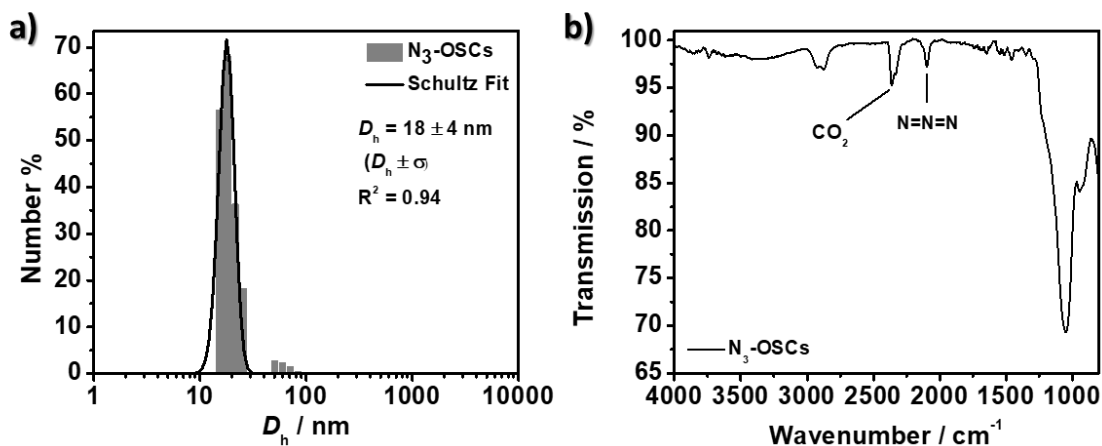 a)
70
60
50
40
30
20
10
0
Number %
N₃-OSCs
Schultz Fit
Dₕ = 18 ± 4 nm
(Dₕ ± σ)
R² = 0.94
1 10 100 1000 10000
Dₕ / nm
b)
100
95
90
85
80
75
70
65
Transmission / %
CO₂
N=N=N
N₃-OSCs
4000 3500 3000 2500 2000 1500 1000
Wavenumber / cm⁻¹